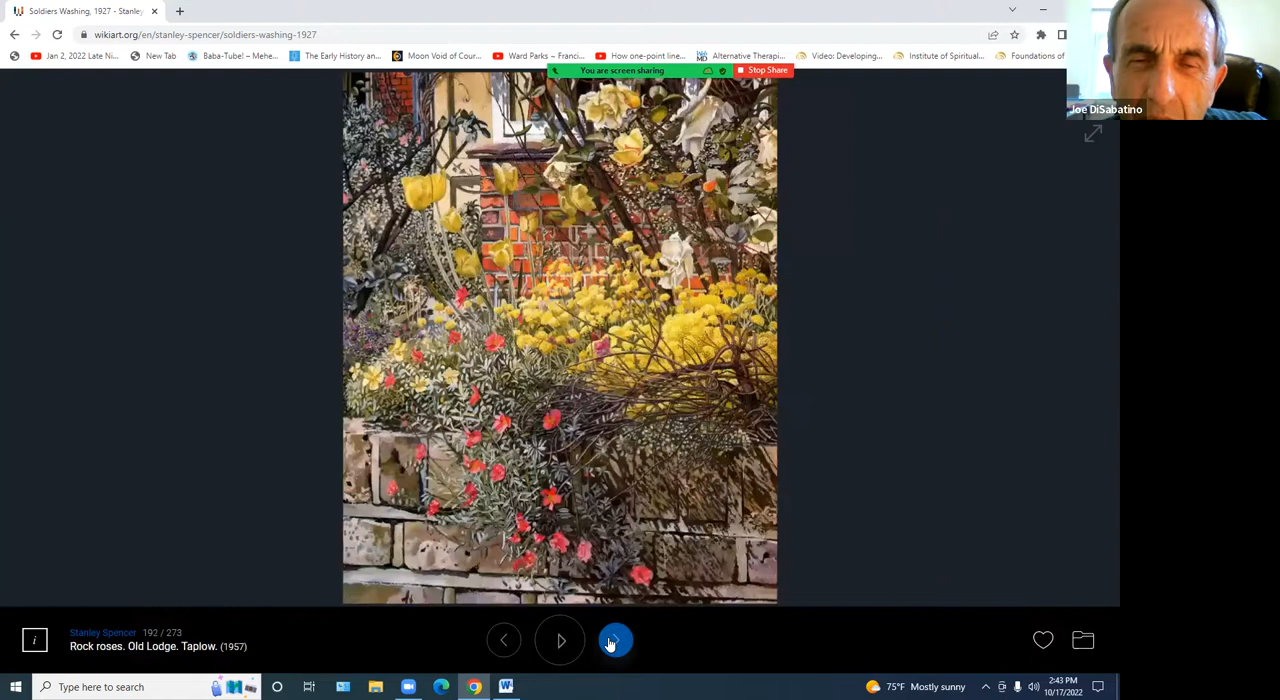 Soldiers Washing, 1927 - Stanley
wikiart.org/en/stanley-spencer/soldiers-washing-1927
Jan 2, 2022 Late Ni... New Tab Baba-Tube! – Mehe... The Early History an... Moon Void of Cour... Ward Parks – Franci... How one-point line... Alternative Therapi... Video: Developing... Institute of Spiritual... Foundations of
You are screen sharing Stop Share
Joe DiSabatino
Stanley Spencer 192 / 273
Rock roses. Old Lodge. Taplow. (1957)
Type here to search 75°F Mostly sunny 2:43 PM
10/17/2022